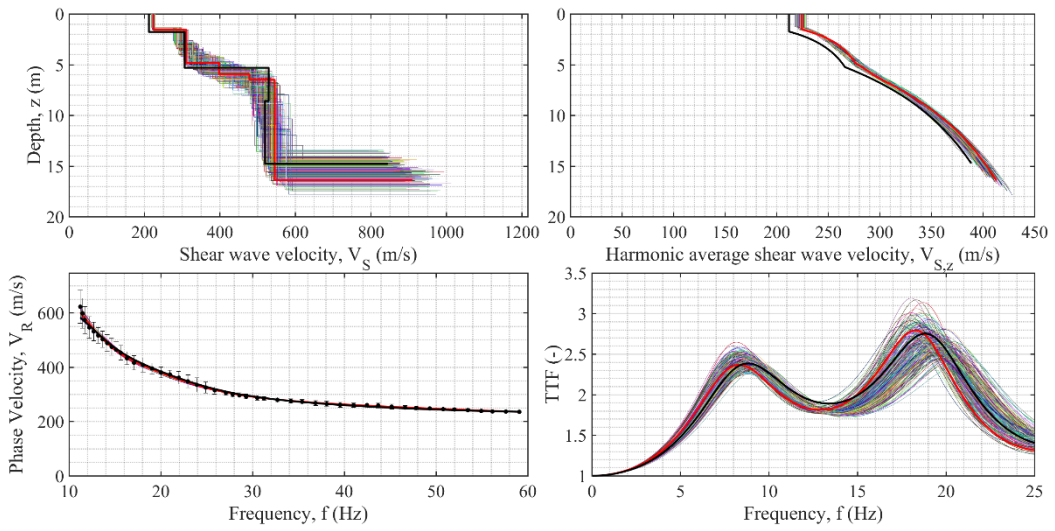 0
5
10
15
20
Depth, z (m)
0 200 400 600 800 1000 1200
Shear wave velocity, V_S (m/s)
0
5
10
15
20
0 50 100 150 200 250 300 350 400 450
Harmonic average shear wave velocity, V_S,z (m/s)
600
400
200
0
Phase Velocity, V_R (m/s)
10 20 30 40 50 60
Frequency, f (Hz)
3.5
3
2.5
2
1.5
1
TTF (-)
0 5 10 15 20 25
Frequency, f (Hz)